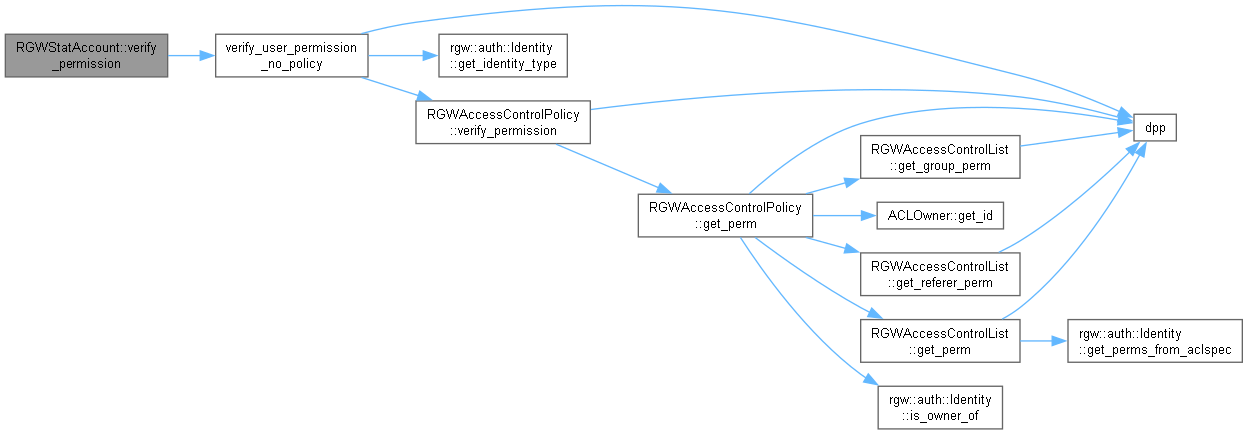 RGWStatAccount::verify
_permission
verify_user_permission
_no_policy
rgw::auth::Identity
::get_identity_type
RGWAccessControlPolicy
::verify_permission
dpp
RGWAccessControlList
::get_group_perm
RGWAccessControlPolicy
::get_perm
ACLOwner::get_id
RGWAccessControlList
::get_referer_perm
RGWAccessControlList
::get_perm
rgw::auth::Identity
::get_perms_from_aclspec
rgw::auth::Identity
::is_owner_of